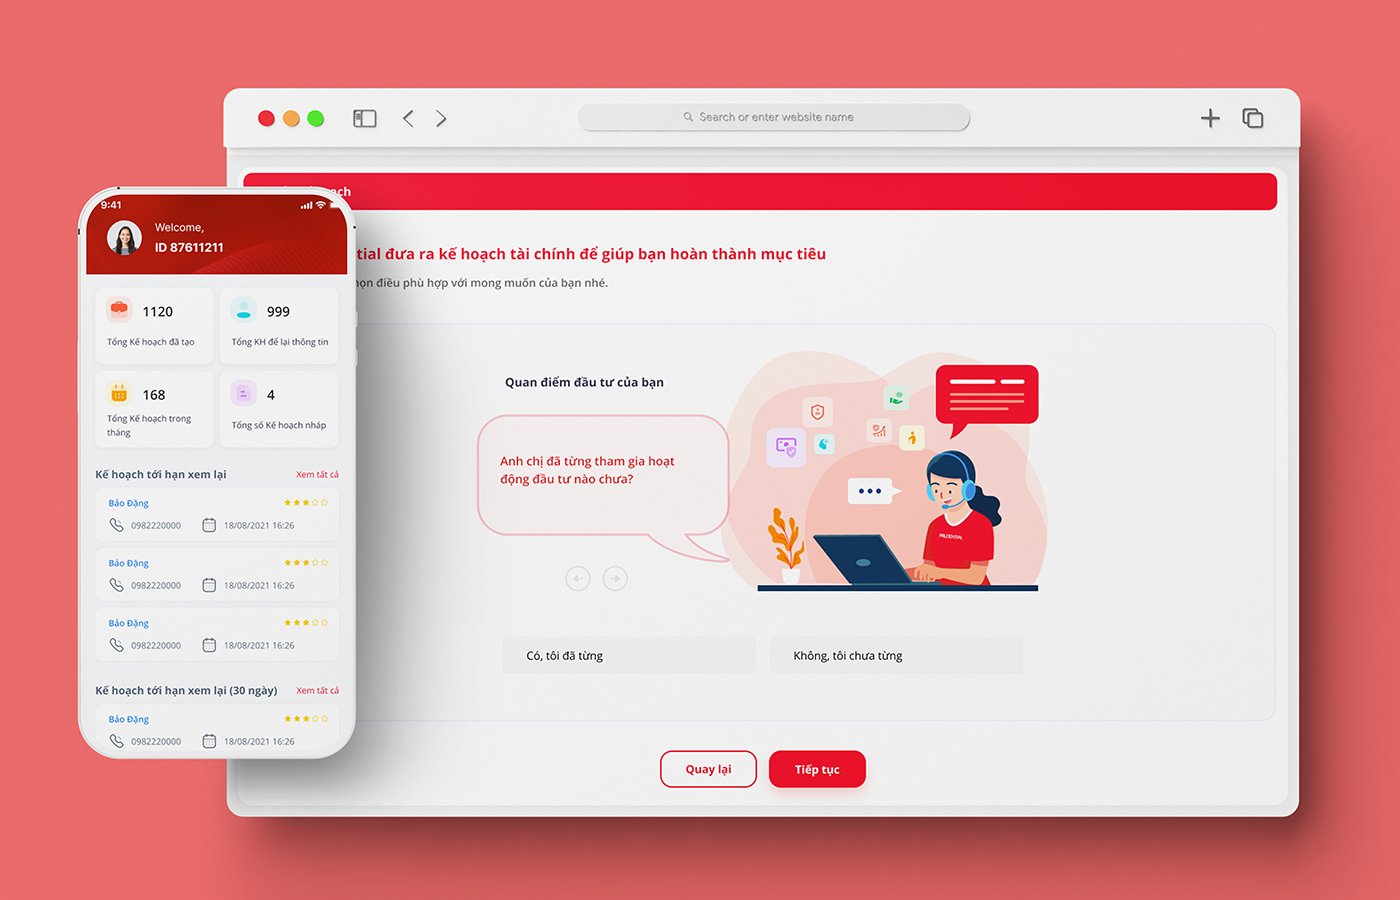 Search or enter website name
ch
tial đưa ra kế hoạch tài chính để giúp bạn hoàn thành mục tiêu
họn điều phù hợp với mong muốn của bạn nhé.
Quan điểm đầu tư của bạn
Anh chị đã từng tham gia hoạt
động đầu tư nào chưa?
PRUDENTIAL
Có, tôi đã từng
Không, tôi chưa từng
Quay lại
Tiếp tục
9:41
Welcome,
ID 87611211
1120
Tổng Kế hoạch đã tạo
999
Tổng KH để lại thông tin
168
Tổng Kế hoạch trong
tháng
4
Tổng số Kế hoạch nháp
Kế hoạch tới hạn xem lại
Xem tất cả
Bảo Đặng
0982220000
18/08/2021 16:26
Bảo Đặng
0982220000
18/08/2021 16:26
Bảo Đặng
0982220000
18/08/2021 16:26
Kế hoạch tới hạn xem lại (30 ngày)
Xem tất cả
Bảo Đặng
0982220000
18/08/2021 16:26